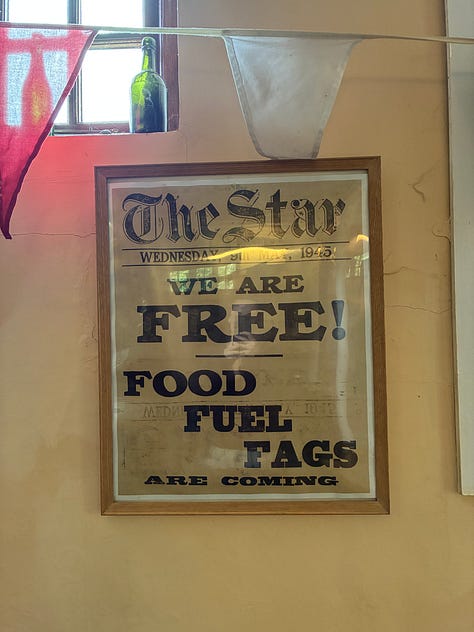 The Star
WEDNESDAY, 9th MAY, 1945.
WE ARE
FREE!
FOOD
FUEL
FAGS
ARE COMING